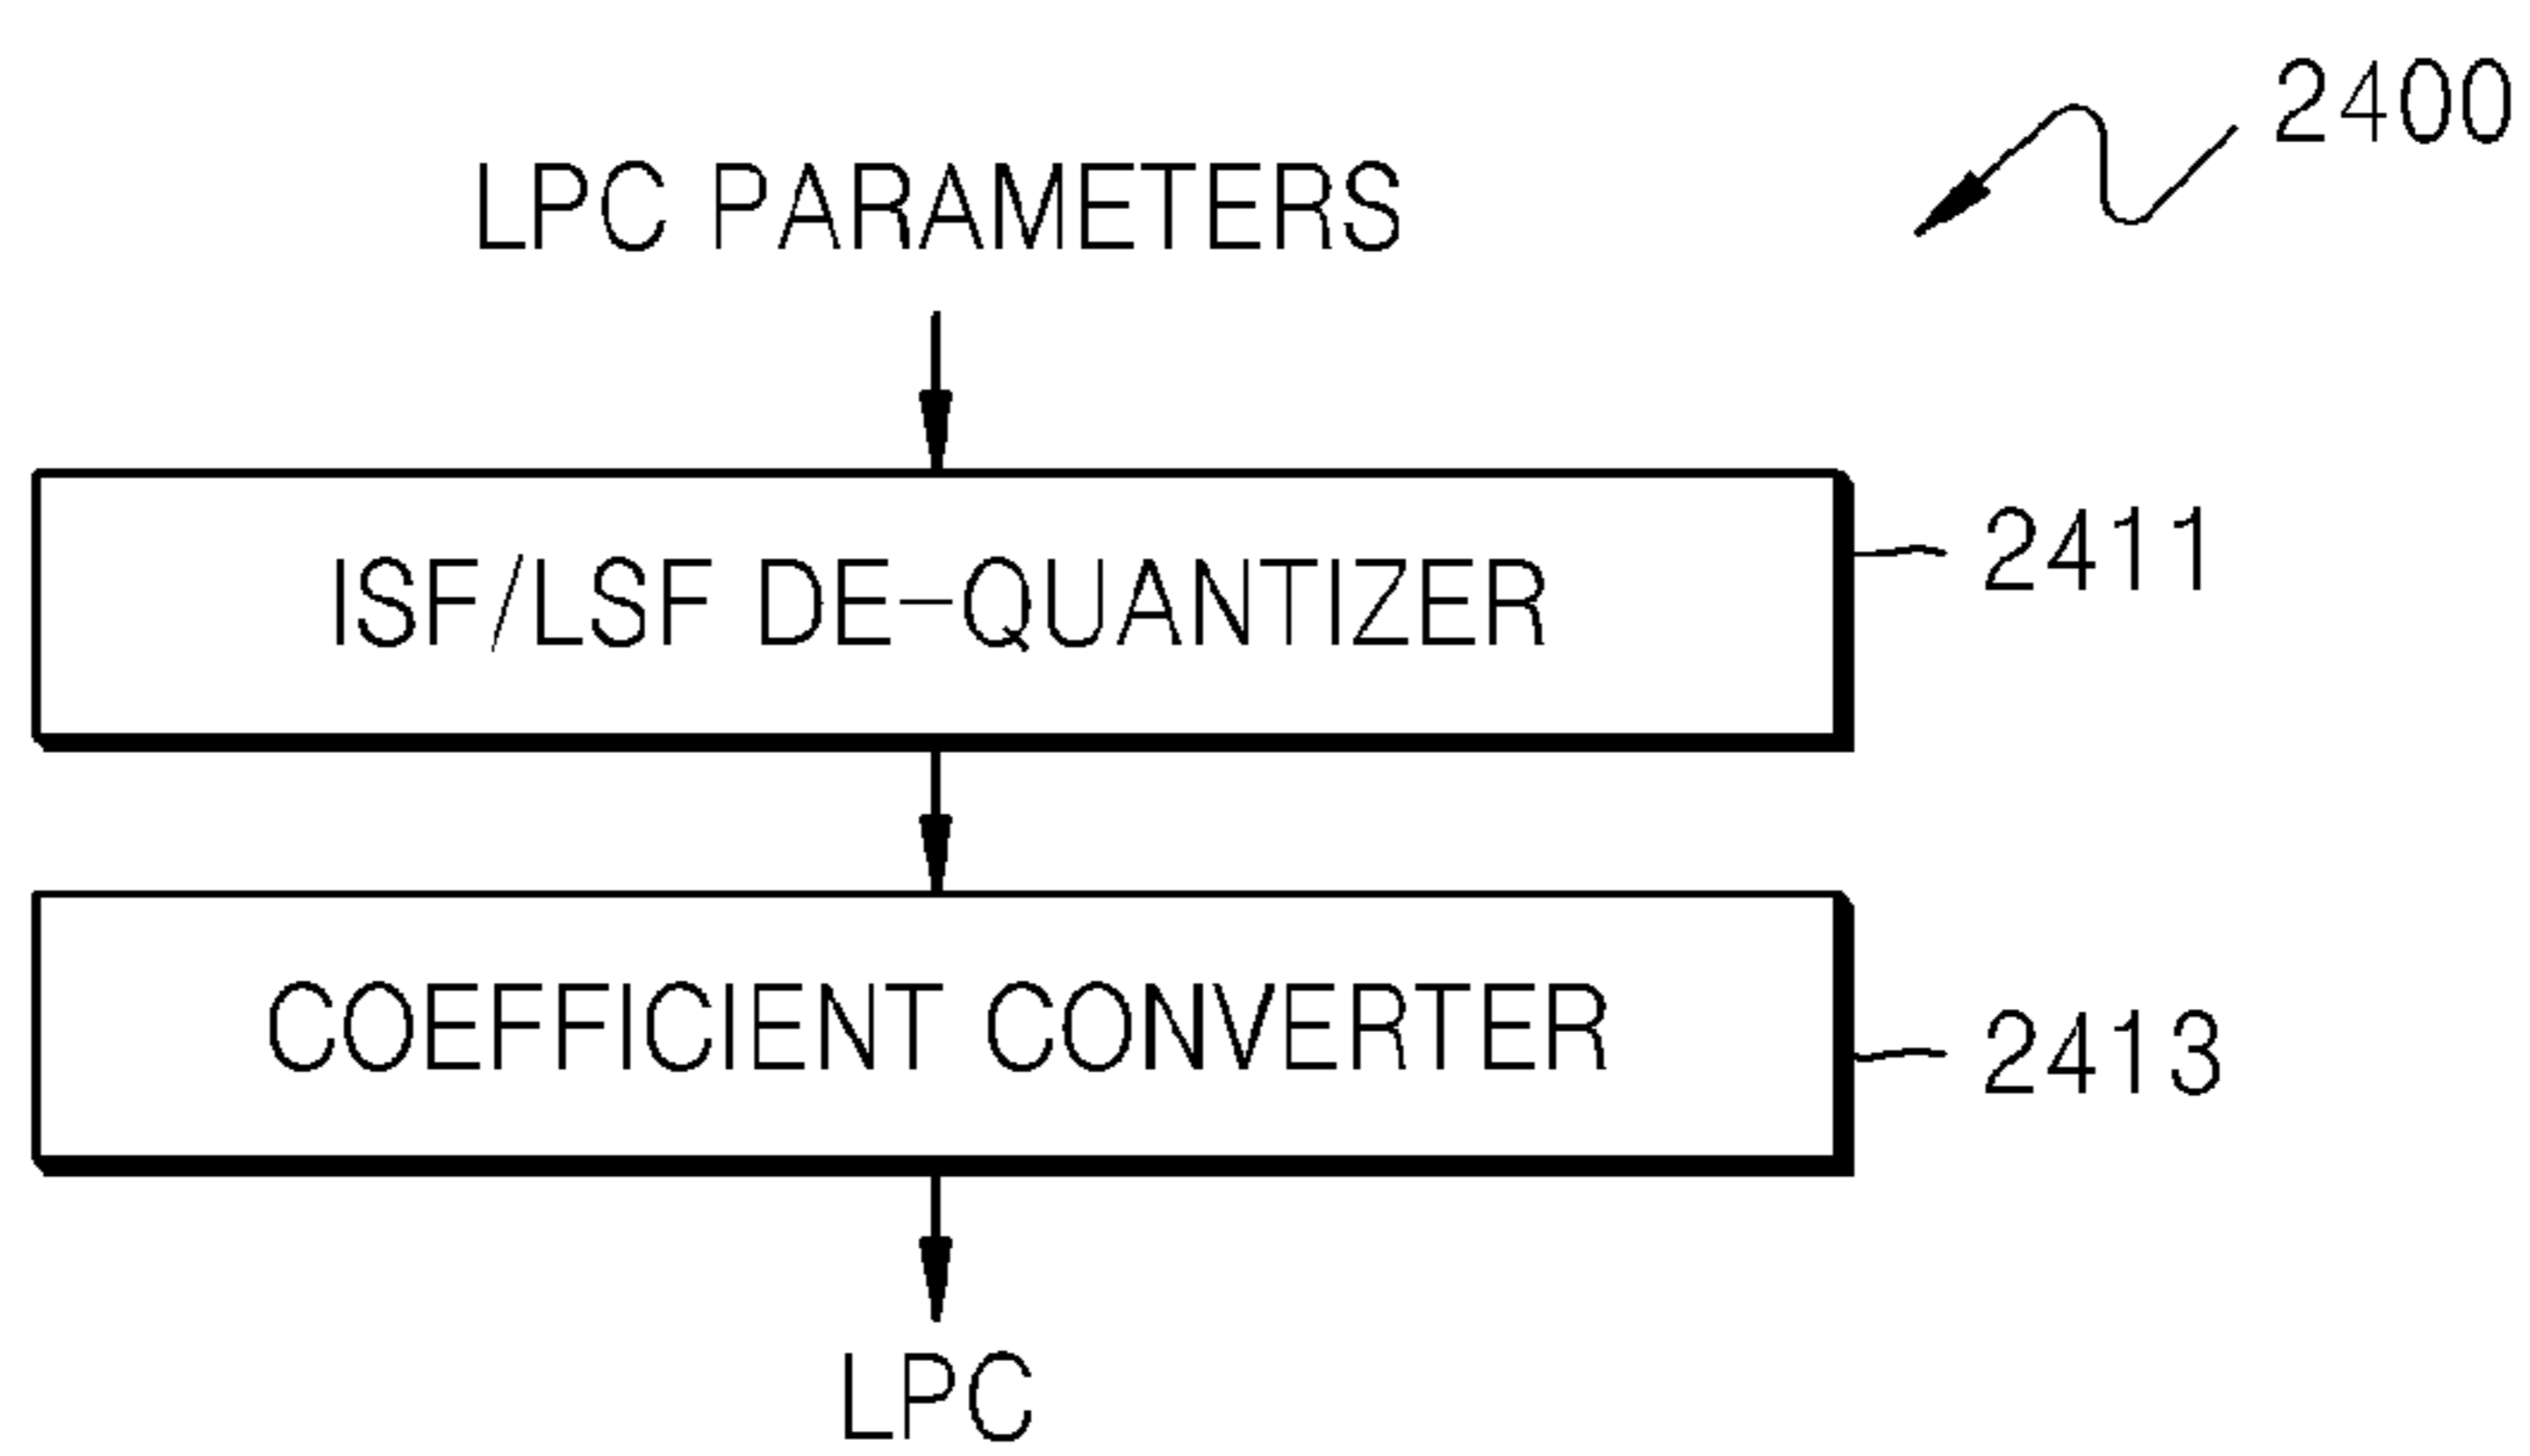 2400
LPC PARAMETERS
ISF/LSF DE-QUANTIZER
2411
COEFFICIENT CONVERTER
2413
LPC